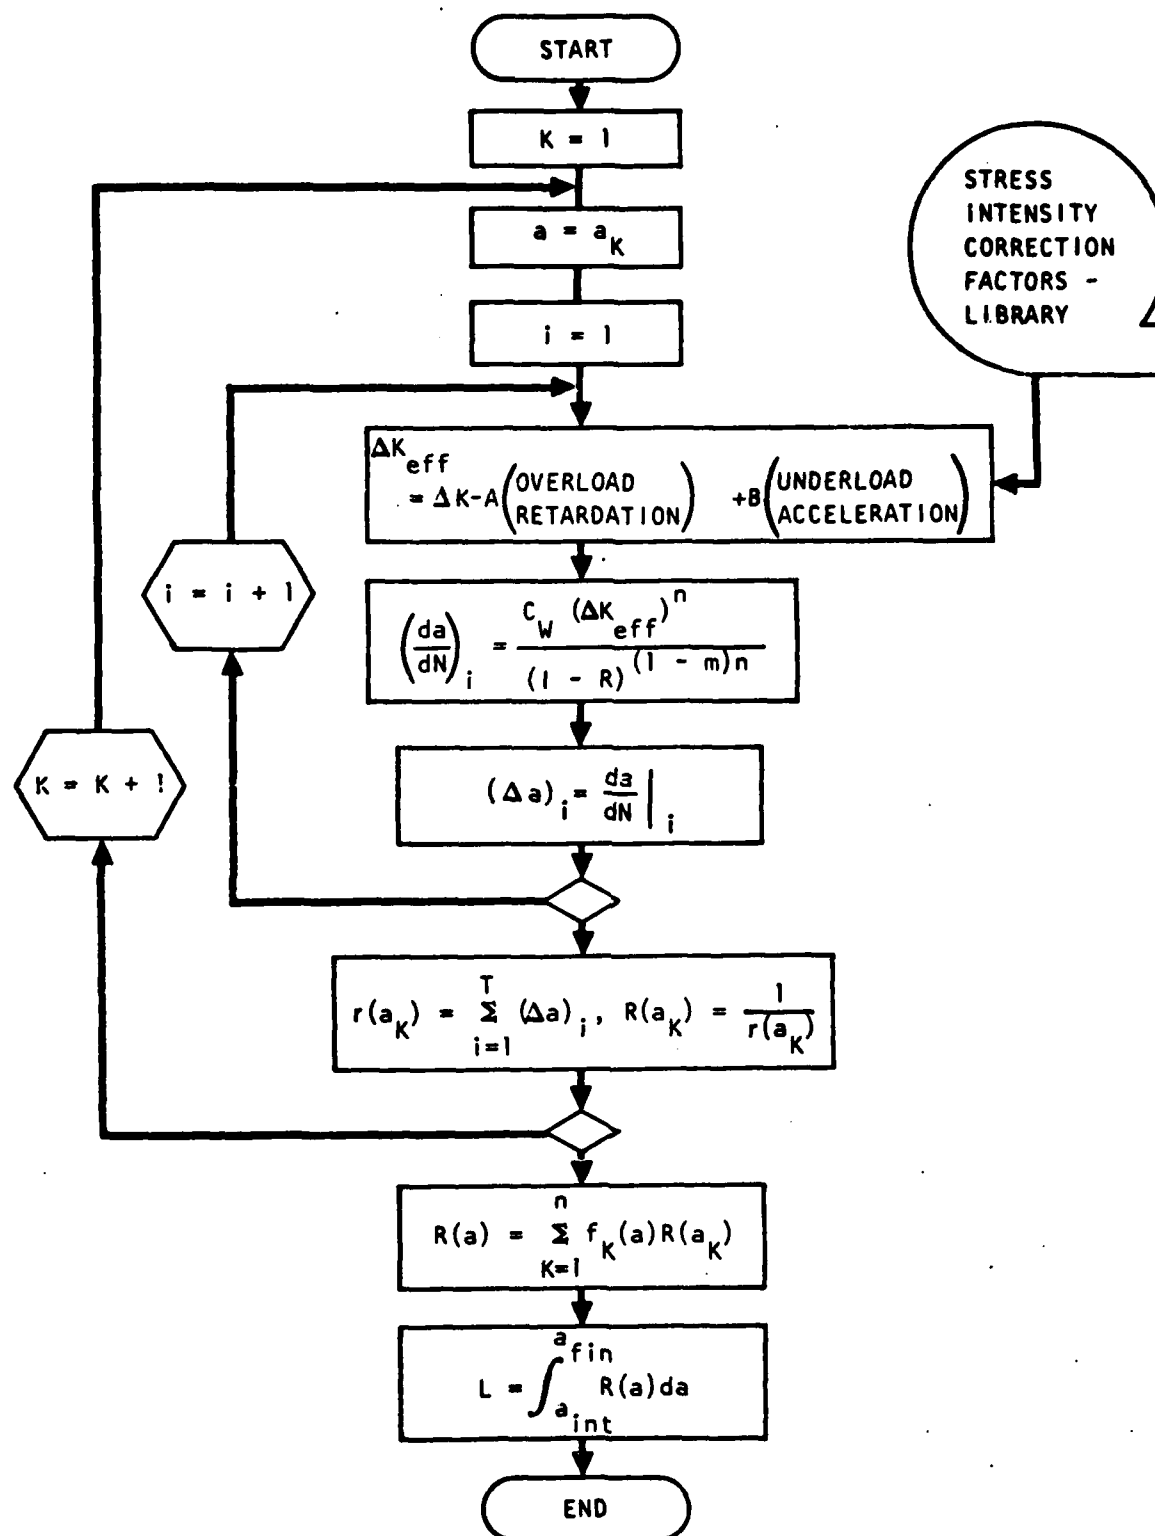 START
K = 1
a = a_K
i = 1
STRESS
INTENSITY
CORRECTION
FACTORS -
LIBRARY
ΔK_eff
= ΔK-A(OVERLOAD RETARDATION) +B(UNDERLOAD ACCELERATION)
i = i + 1
(da/dN)_i = C_W (ΔK_eff)^n / (1 - R)^(1 - m)n
K = K + 1
(Δa)_i = da/dN |_i
r(a_K) = Σ_{i=1}^{T} (Δa)_i, R(a_K) = 1/r(a_K)
R(a) = Σ_{K=1}^{n} f_K(a)R(a_K)
L = ∫_{a_int}^{a_fin} R(a)da
END